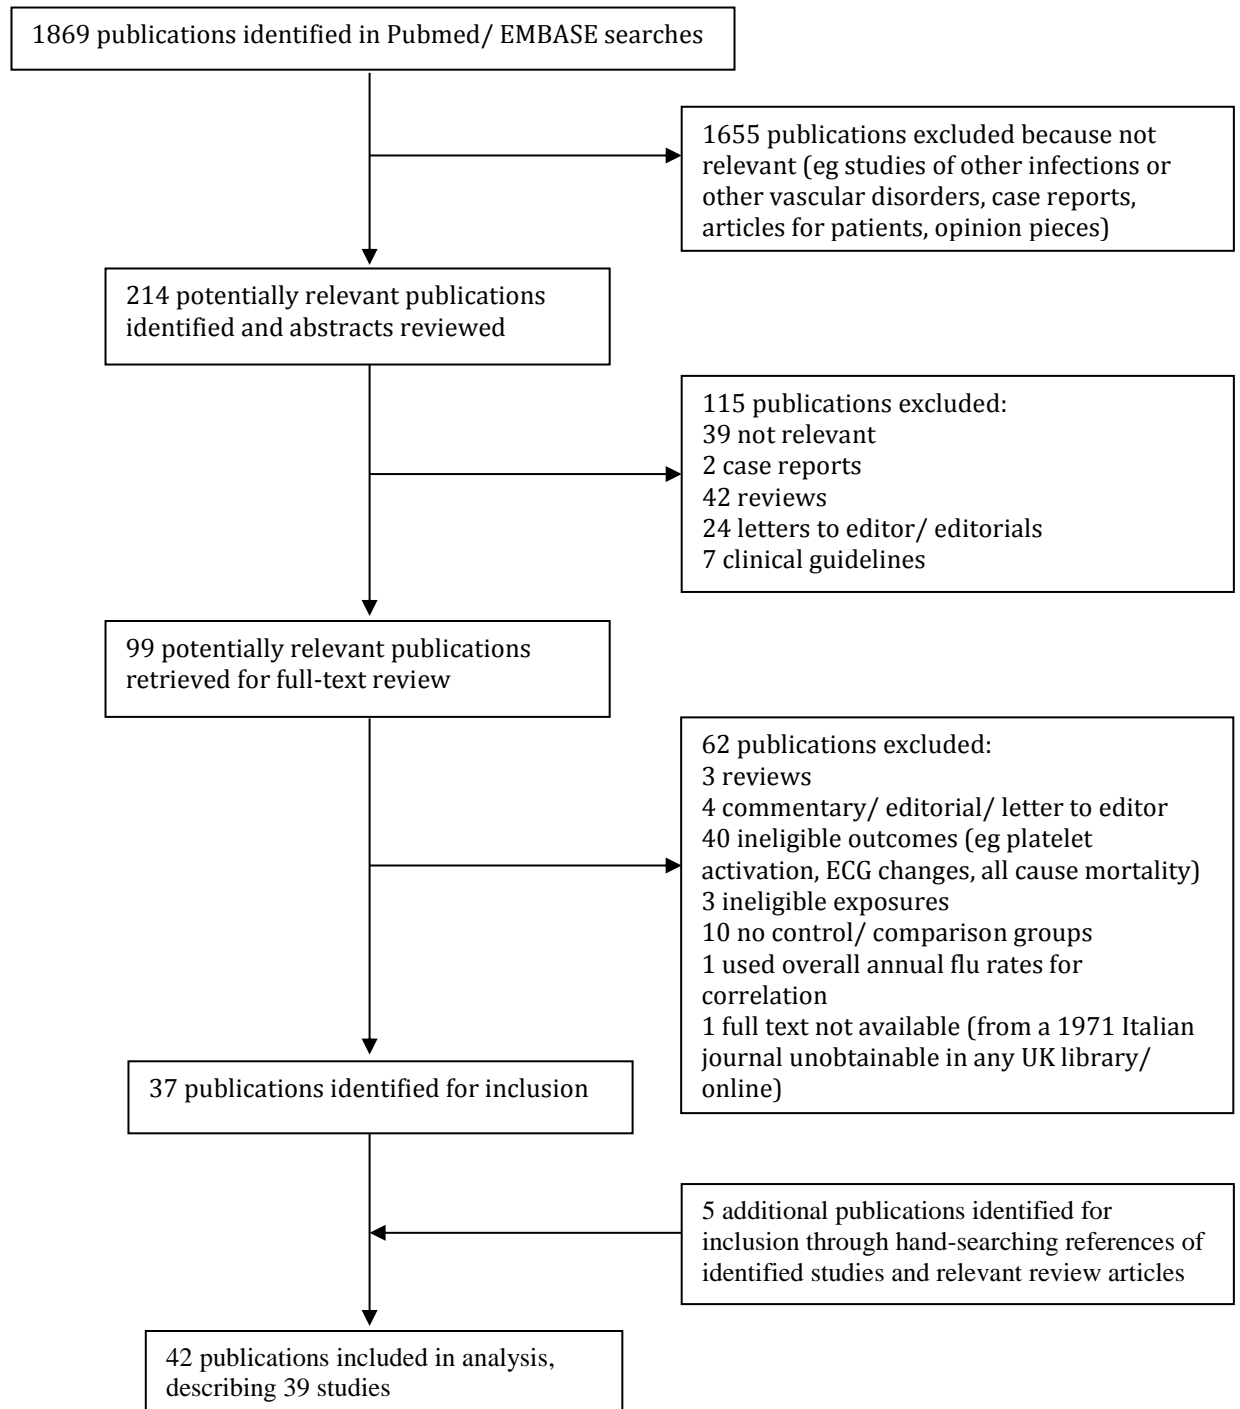 1869 publications identified in Pubmed/ EMBASE searches
1655 publications excluded because not
relevant (eg studies of other infections or
other vascular disorders, case reports,
articles for patients, opinion pieces)
214 potentially relevant publications
identified and abstracts reviewed
115 publications excluded:
39 not relevant
2 case reports
42 reviews
24 letters to editor/ editorials
7 clinical guidelines
99 potentially relevant publications
retrieved for full-text review
62 publications excluded:
3 reviews
4 commentary/ editorial/ letter to editor
40 ineligible outcomes (eg platelet
activation, ECG changes, all cause mortality)
3 ineligible exposures
10 no control/ comparison groups
1 used overall annual flu rates for
correlation
1 full text not available (from a 1971 Italian
journal unobtainable in any UK library/
online)
37 publications identified for inclusion
5 additional publications identified for
inclusion through hand-searching references of
identified studies and relevant review articles
42 publications included in analysis,
describing 39 studies